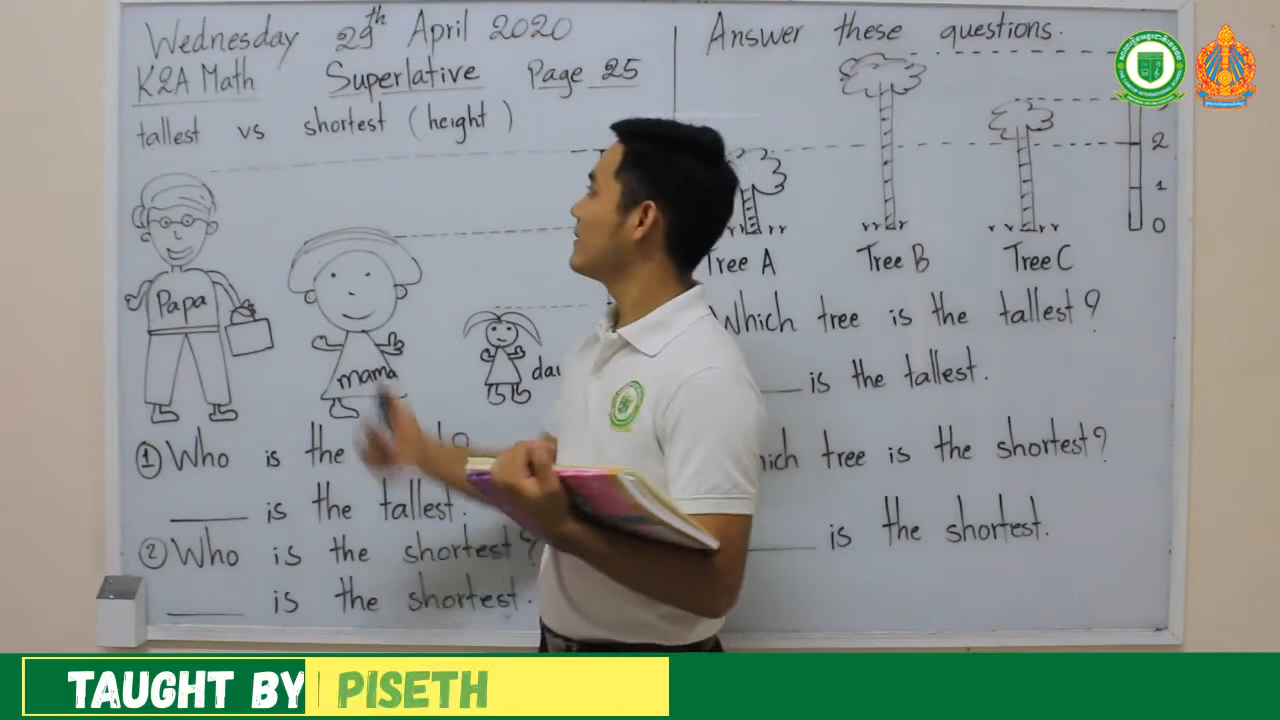 Wednesday 29th April 2020
K2A Math Superlative Page 25
tallest vs shortest (height)
Papa
mama
① Who is the ?
____ is the tallest.
② Who is the shortest?
____ is the shortest.
Answer these questions.
2
1
0
Tree A Tree B Tree C
Which tree is the tallest?
____ is the tallest.
tree is the shortest?
____ is the shortest.
TAUGHT BY PISETH